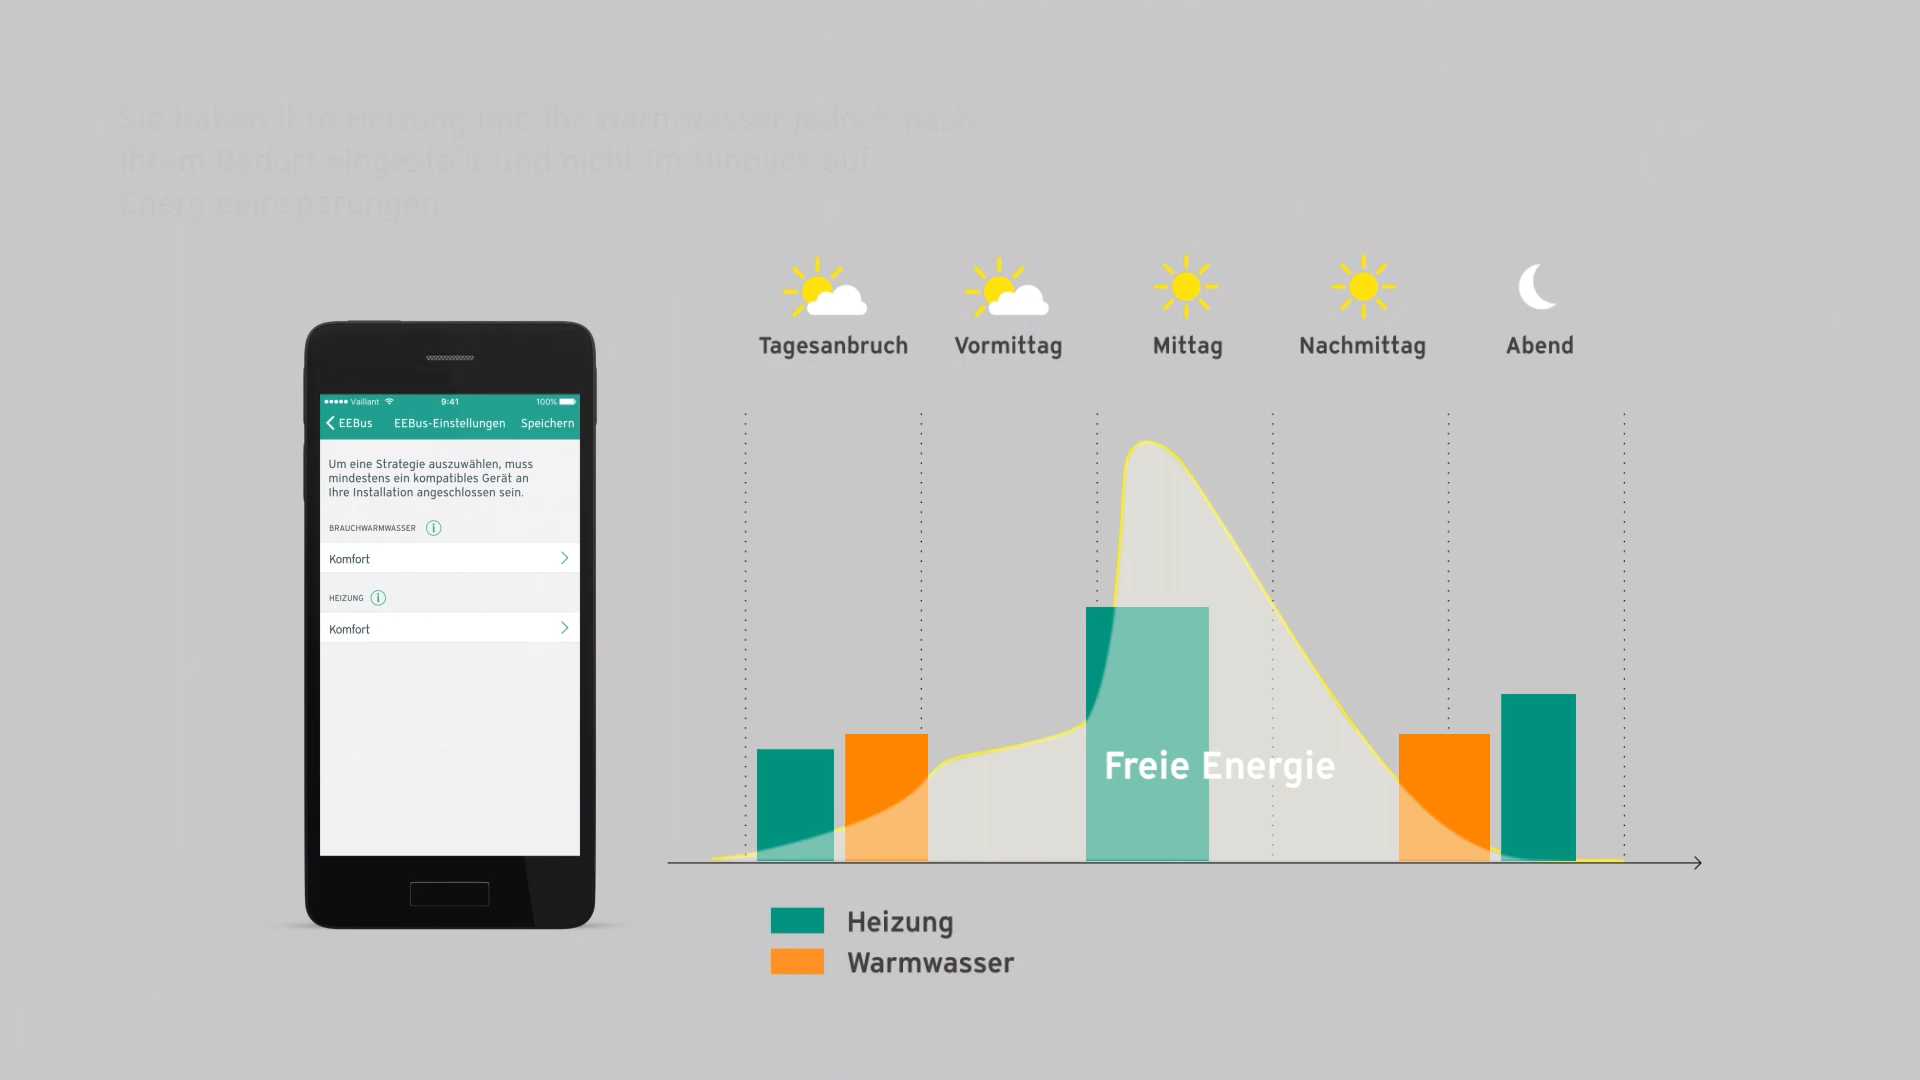 Sie haben Ihre Heizung und Ihr Warmwasser jedoch nach
Ihrem Bedarf eingestellt und nicht im Hinblick auf
Energieeinsparungen.
Tagesanbruch
Vormittag
Mittag
Nachmittag
Abend
Vaillant 9:41 100%
EEBus EEBus-Einstellungen Speichern
Um eine Strategie auszuwählen, muss
mindestens ein kompatibles Gerät an
Ihre Installation angeschlossen sein.
BRAUCHWARMWASSER i
Komfort
HEIZUNG i
Komfort
Freie Energie
Heizung
Warmwasser